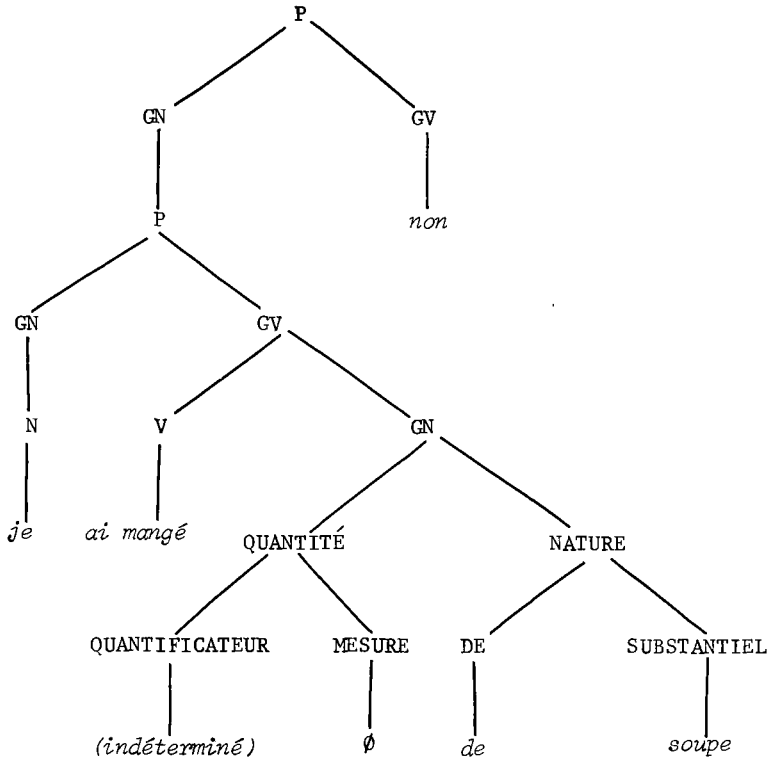 P
GN GV
P non
GN GV
N V GN
je ai mangé QUANTITÉ NATURE
QUANTIFICATEUR MESURE DE SUBSTANTIEL
(indéterminé) ∅ de soupe